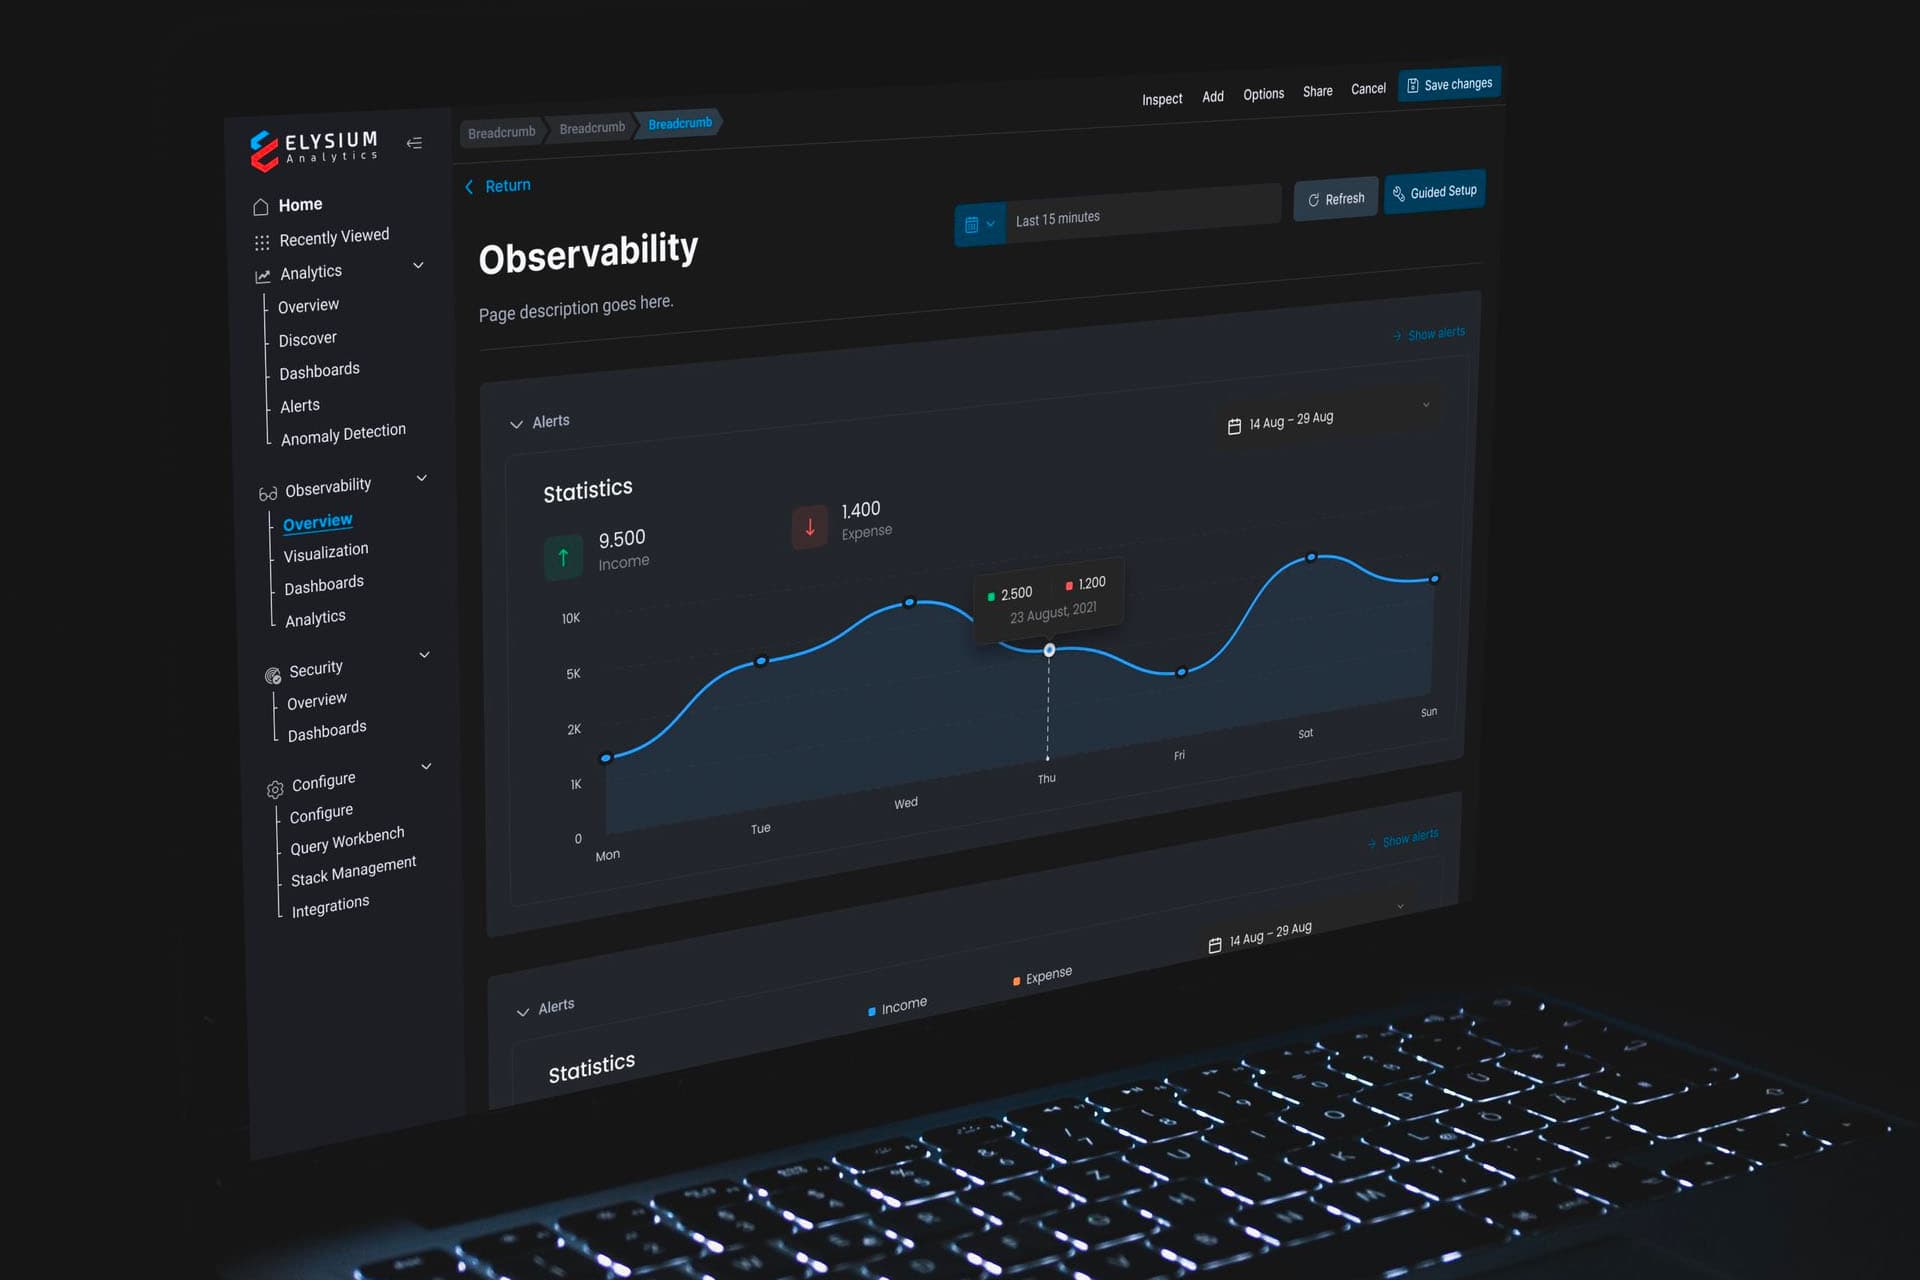 ELYSIUM
Analytics
Home
Recently Viewed
Analytics
Overview
Discover
Dashboards
Alerts
Anomaly Detection
Observability
Overview
Visualization
Dashboards
Analytics
Security
Overview
Dashboards
Configure
Configure
Query Workbench
Stack Management
Integrations
Breadcrumb Breadcrumb Breadcrumb
Inspect Add Options Share Cancel Save changes
Return
Last 15 minutes Refresh Guided Setup
Observability
Page description goes here.
Show alerts
Alerts
14 Aug – 29 Aug
Statistics
9.500
Income
1.400
Expense
2.500 1.200
23 August, 2021
10K
5K
2K
1K
0
Mon Tue Wed Thu Fri Sat Sun
Show alerts
Alerts
14 Aug – 29 Aug
Income Expense
Statistics